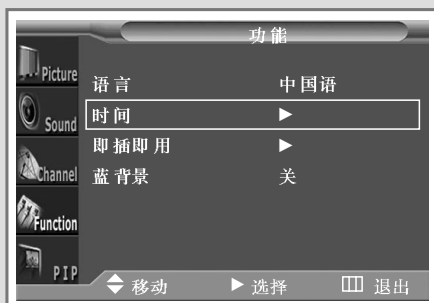 功能
Picture
Sound
Channel
Function
PIP
语言 中国语
时间 ▶
即插即用 ▶
蓝背景 关
移动 ▶ 选择 退出